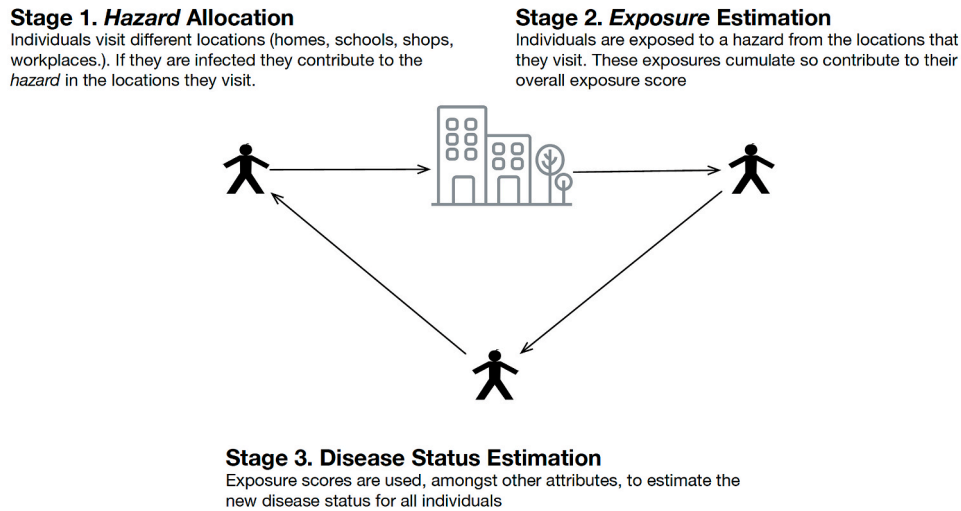 Stage 1. Hazard Allocation
Individuals visit different locations (homes, schools, shops,
workplaces.). If they are infected they contribute to the
hazard in the locations they visit.
Stage 2. Exposure Estimation
Individuals are exposed to a hazard from the locations that
they visit. These exposures cumulate so contribute to their
overall exposure score
Stage 3. Disease Status Estimation
Exposure scores are used, amongst other attributes, to estimate the
new disease status for all individuals